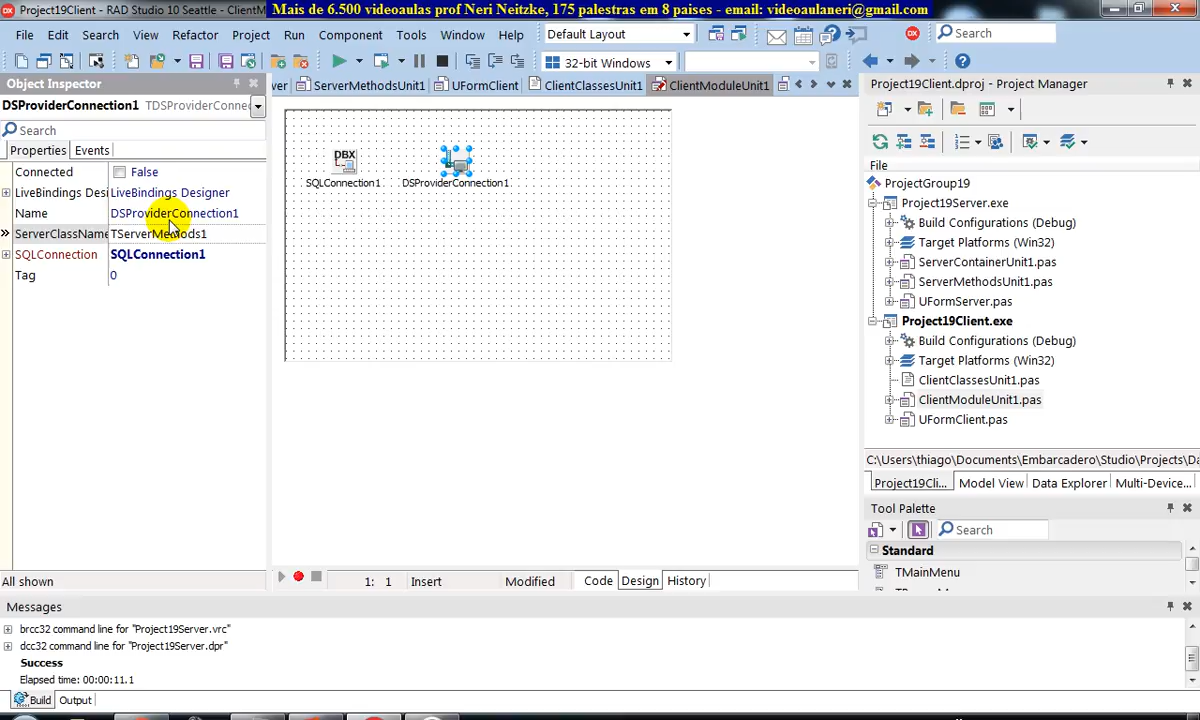 Project19Client - RAD Studio 10 Seattle - ClientM
Mais de 6.500 videoaulas prof Neri Neitzke, 175 palestras em 8 paises - email: videoaulaneri@gmail.com
File Edit Search View Refactor Project Run Component Tools Window Help Default Layout Search
32-bit Windows
Object Inspector
DSProviderConnection1 TDSProviderConnec
Search
Properties Events
Connected False
LiveBindings Desi LiveBindings Designer
Name DSProviderConnection1
ServerClassName TServerMethods1
SQLConnection SQLConnection1
Tag 0
All shown
ver ServerMethodsUnit1 UFormClient ClientClassesUnit1 ClientModuleUnit1
DBX
SQLConnection1 DSProviderConnection1
1: 1 Insert Modified Code Design History
Project19Client.dproj - Project Manager
File
ProjectGroup19
Project19Server.exe
Build Configurations (Debug)
Target Platforms (Win32)
ServerContainerUnit1.pas
ServerMethodsUnit1.pas
UFormServer.pas
Project19Client.exe
Build Configurations (Debug)
Target Platforms (Win32)
ClientClassesUnit1.pas
ClientModuleUnit1.pas
UFormClient.pas
C:\Users\thiago\Documents\Embarcadero\Studio\Projects\Da
Project19Cli... Model View Data Explorer Multi-Device...
Tool Palette
Search
Standard
TMainMenu
Messages
brcc32 command line for "Project19Server.vrc"
dcc32 command line for "Project19Server.dpr"
Success
Elapsed time: 00:00:11.1
Build Output